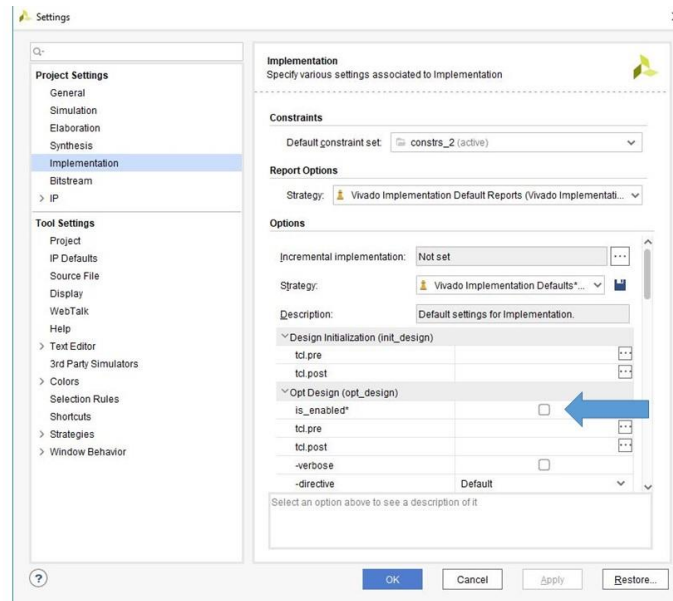 Settings
Q-
Project Settings
General
Simulation
Elaboration
Synthesis
Implementation
Bitstream
> IP
Tool Settings
Project
IP Defaults
Source File
Display
WebTalk
Help
> Text Editor
3rd Party Simulators
> Colors
Selection Rules
Shortcuts
> Strategies
> Window Behavior
Implementation
Specify various settings associated to Implementation
Constraints
Default constraint set: constrs_2 (active)
Report Options
Strategy: Vivado Implementation Default Reports (Vivado Implementati...
Options
Incremental implementation: Not set ...
Strategy: Vivado Implementation Defaults*...
Description: Default settings for Implementation.
Design Initialization (init_design)
tcl.pre ...
tcl.post ...
Opt Design (opt_design)
is_enabled*
tcl.pre ...
tcl.post ...
-verbose
-directive Default
Select an option above to see a description of it
? OK Cancel Apply Restore...